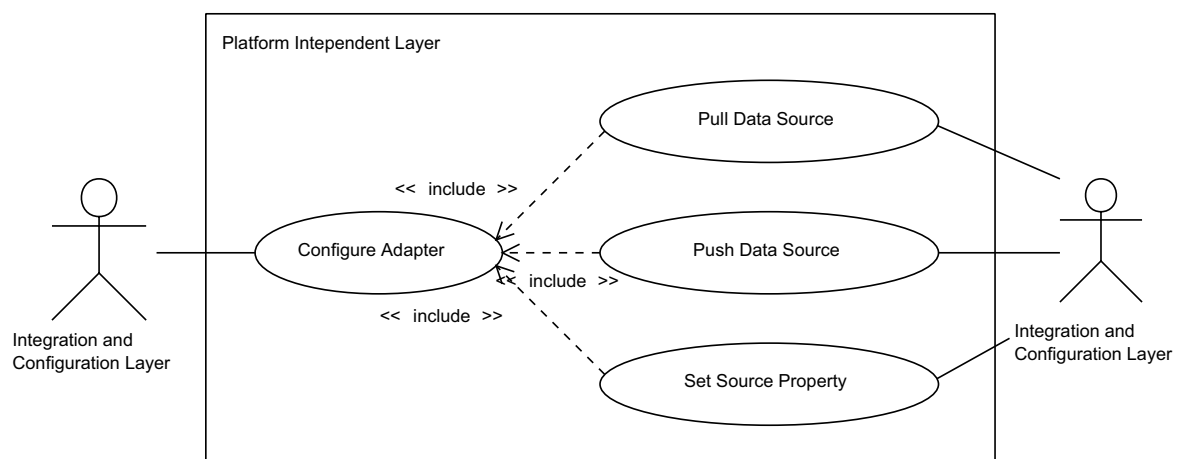 Platform Intependent Layer
Pull Data Source
<< include >>
Configure Adapter
Push Data Source
<< include >>
<< include >>
Integration and
Configuration Layer
Integration and
Configuration Layer
Set Source Property